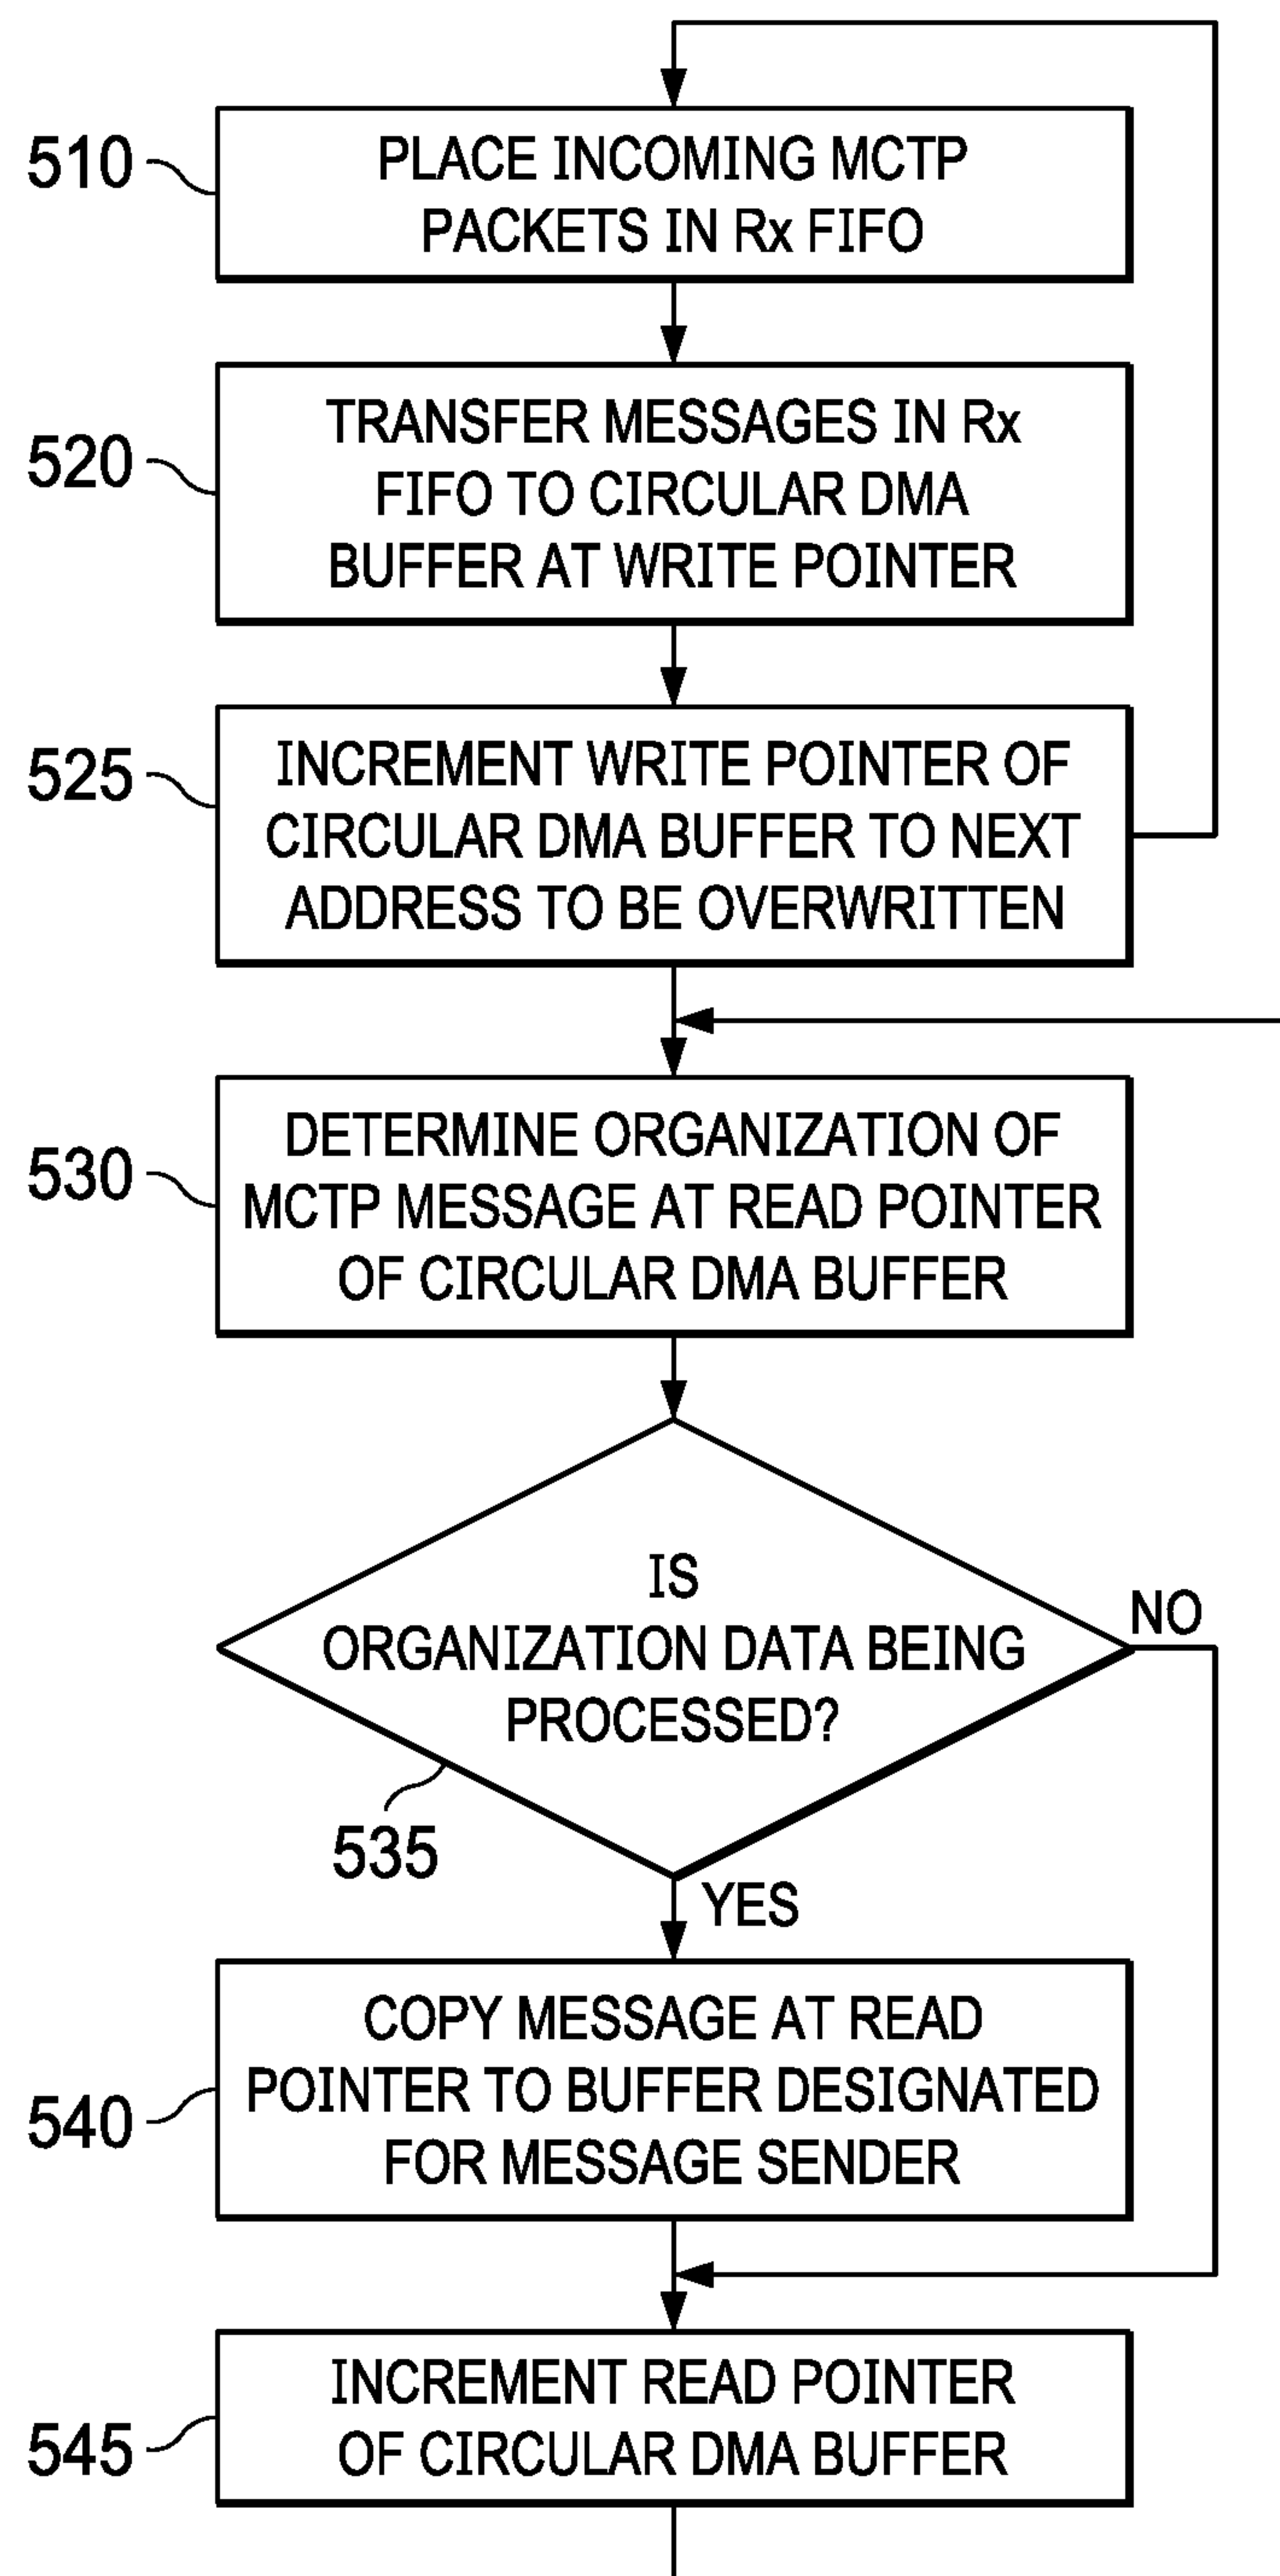 510
PLACE INCOMING MCTP
PACKETS IN Rx FIFO
520
TRANSFER MESSAGES IN Rx
FIFO TO CIRCULAR DMA
BUFFER AT WRITE POINTER
525
INCREMENT WRITE POINTER OF
CIRCULAR DMA BUFFER TO NEXT
ADDRESS TO BE OVERWRITTEN
530
DETERMINE ORGANIZATION OF
MCTP MESSAGE AT READ POINTER
OF CIRCULAR DMA BUFFER
IS
ORGANIZATION DATA BEING
PROCESSED?
NO
535
YES
540
COPY MESSAGE AT READ
POINTER TO BUFFER DESIGNATED
FOR MESSAGE SENDER
545
INCREMENT READ POINTER
OF CIRCULAR DMA BUFFER